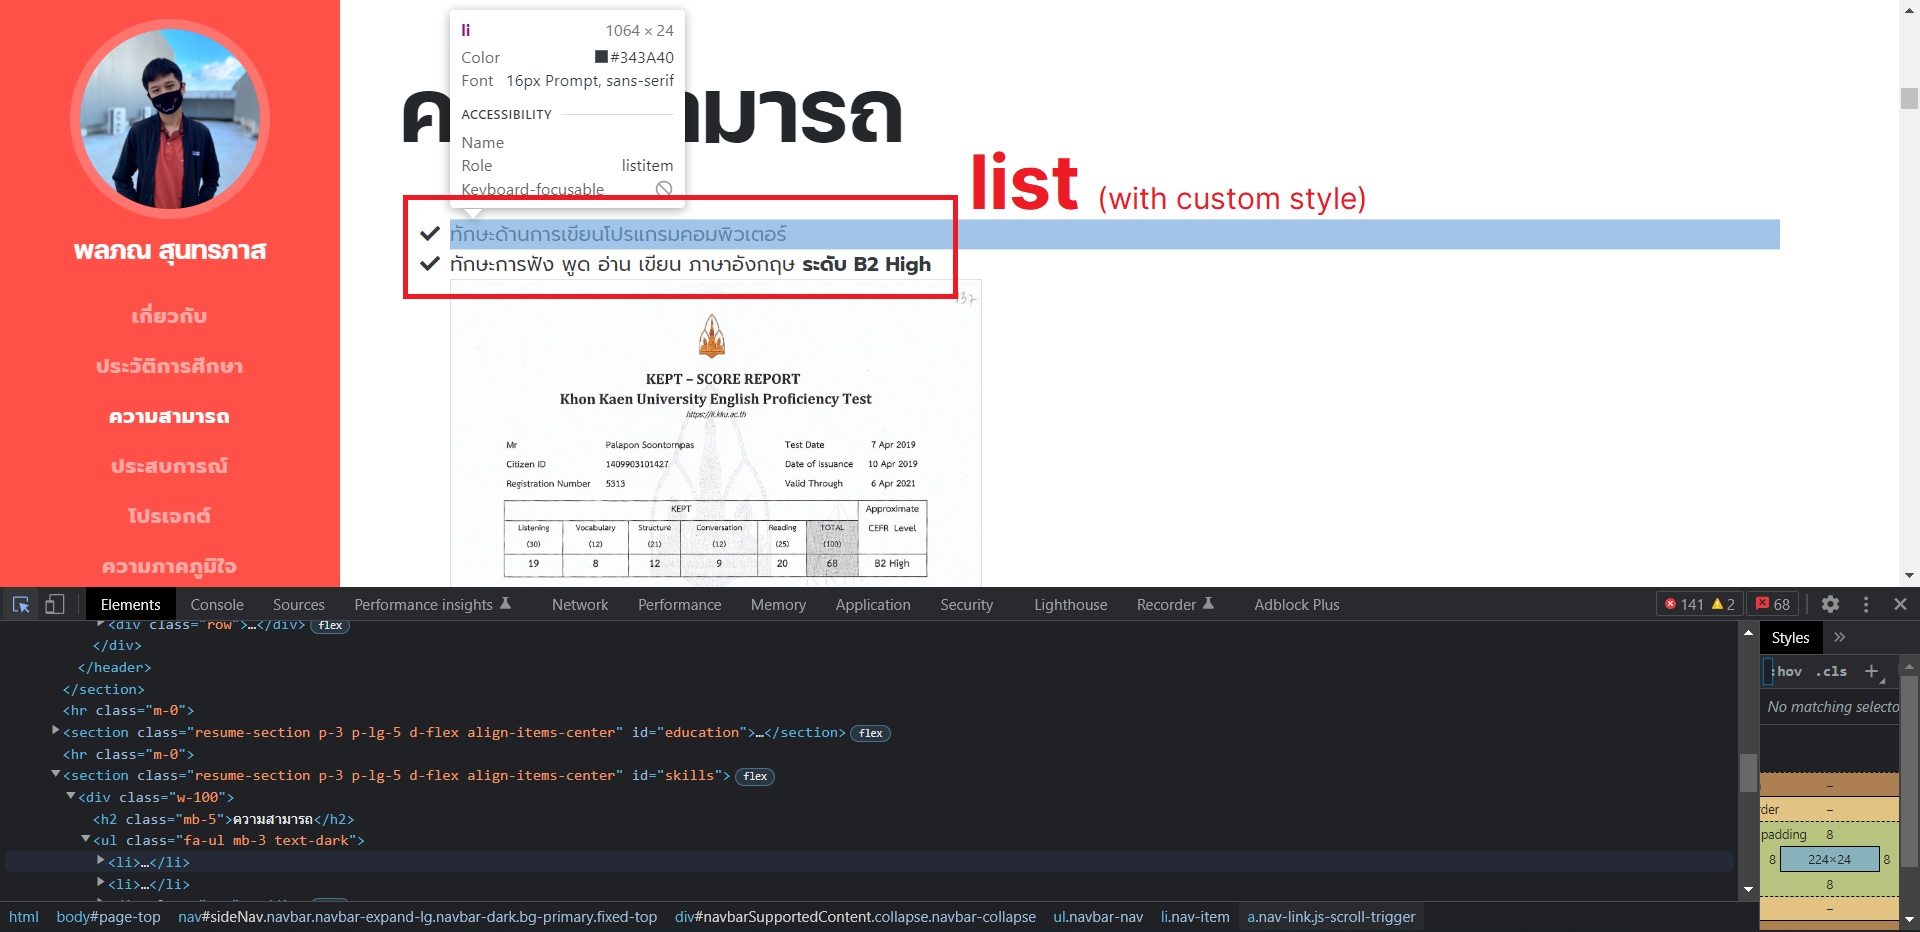 li 1064 × 24
Color #343A40
Font 16px Prompt, sans-serif
ACCESSIBILITY
Name
Role listitem
Keyboard-focusable
list (with custom style)
พลภณ สุนทรภาส
เกี่ยวกับ
ประวัติการศึกษา
ความสามารถ
ประสบการณ์
โปรเจกต์
ความภาคภูมิใจ
ทักษะด้านการเขียนโปรแกรมคอมพิวเตอร์
ทักษะการฟัง พูด อ่าน เขียน ภาษาอังกฤษ ระดับ B2 High
137
KEPT – SCORE REPORT
Khon Kaen University English Proficiency Test
https://li.kku.ac.th
Mr Palapon Soontornpas Test Date 7 Apr 2019
Citizen ID 1409903101427 Date of Issuance 10 Apr 2019
Registration Number 5313 Valid Through 6 Apr 2021
KEPT Approximate
Listening Vocabulary Structure Conversation Reading TOTAL CEFR Level
(30) (12) (21) (12) (25) (100)
19 8 12 9 20 68 B2 High
Elements Console Sources Performance insights Network Performance Memory Application Security Lighthouse Recorder Adblock Plus 141 2 68
<div class="row">…</div> flex
</div>
</header>
</section>
<hr class="m-0">
<section class="resume-section p-3 p-lg-5 d-flex align-items-center" id="education">…</section> flex
<hr class="m-0">
<section class="resume-section p-3 p-lg-5 d-flex align-items-center" id="skills"> flex
<div class="w-100">
<h2 class="mb-5">ความสามารถ</h2>
<ul class="fa-ul mb-3 text-dark">
<li>…</li>
<li>…</li>
html body#page-top nav#sideNav.navbar.navbar-expand-lg.navbar-dark.bg-primary.fixed-top div#navbarSupportedContent.collapse.navbar-collapse ul.navbar-nav li.nav-item a.nav-link.js-scroll-trigger
Styles
:hov .cls
No matching selecto
–
rder –
padding 8
8 224×24 8
8
–